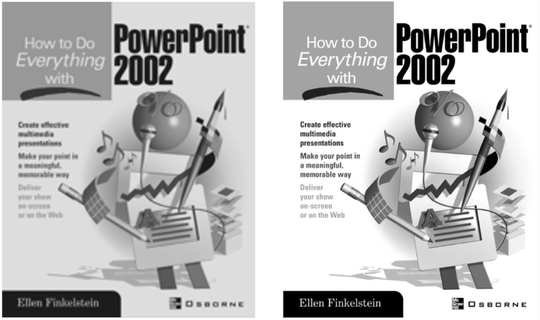 How to Do
Everything
with
PowerPoint®
2002
Create effective
multimedia
presentations
Make your point in
a meaningful,
memorable way
Deliver
your show
on-screen
or on the Web
Ellen Finkelstein
OSBORNE
How to Do
Everything
with
PowerPoint®
2002
Create effective
multimedia
presentations
Make your point in
a meaningful,
memorable way
Deliver
your show
on-screen
or on the Web
Ellen Finkelstein
OSBORNE